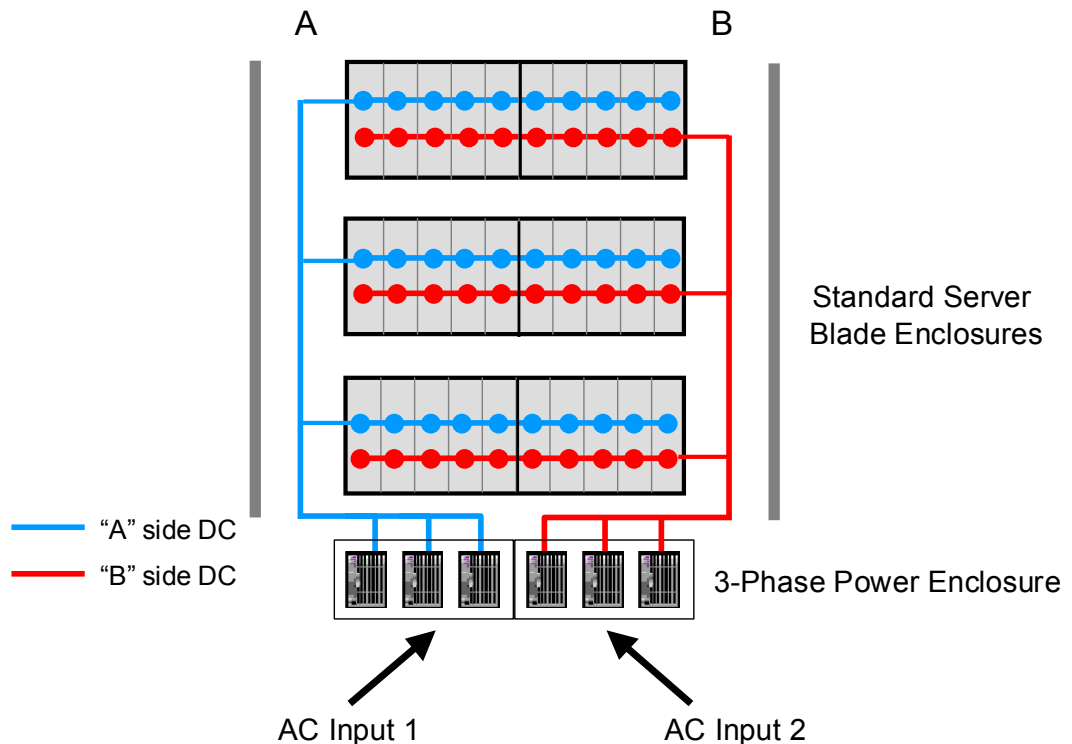 A
B
Standard Server
Blade Enclosures
“A” side DC
“B” side DC
3-Phase Power Enclosure
AC Input 1
AC Input 2